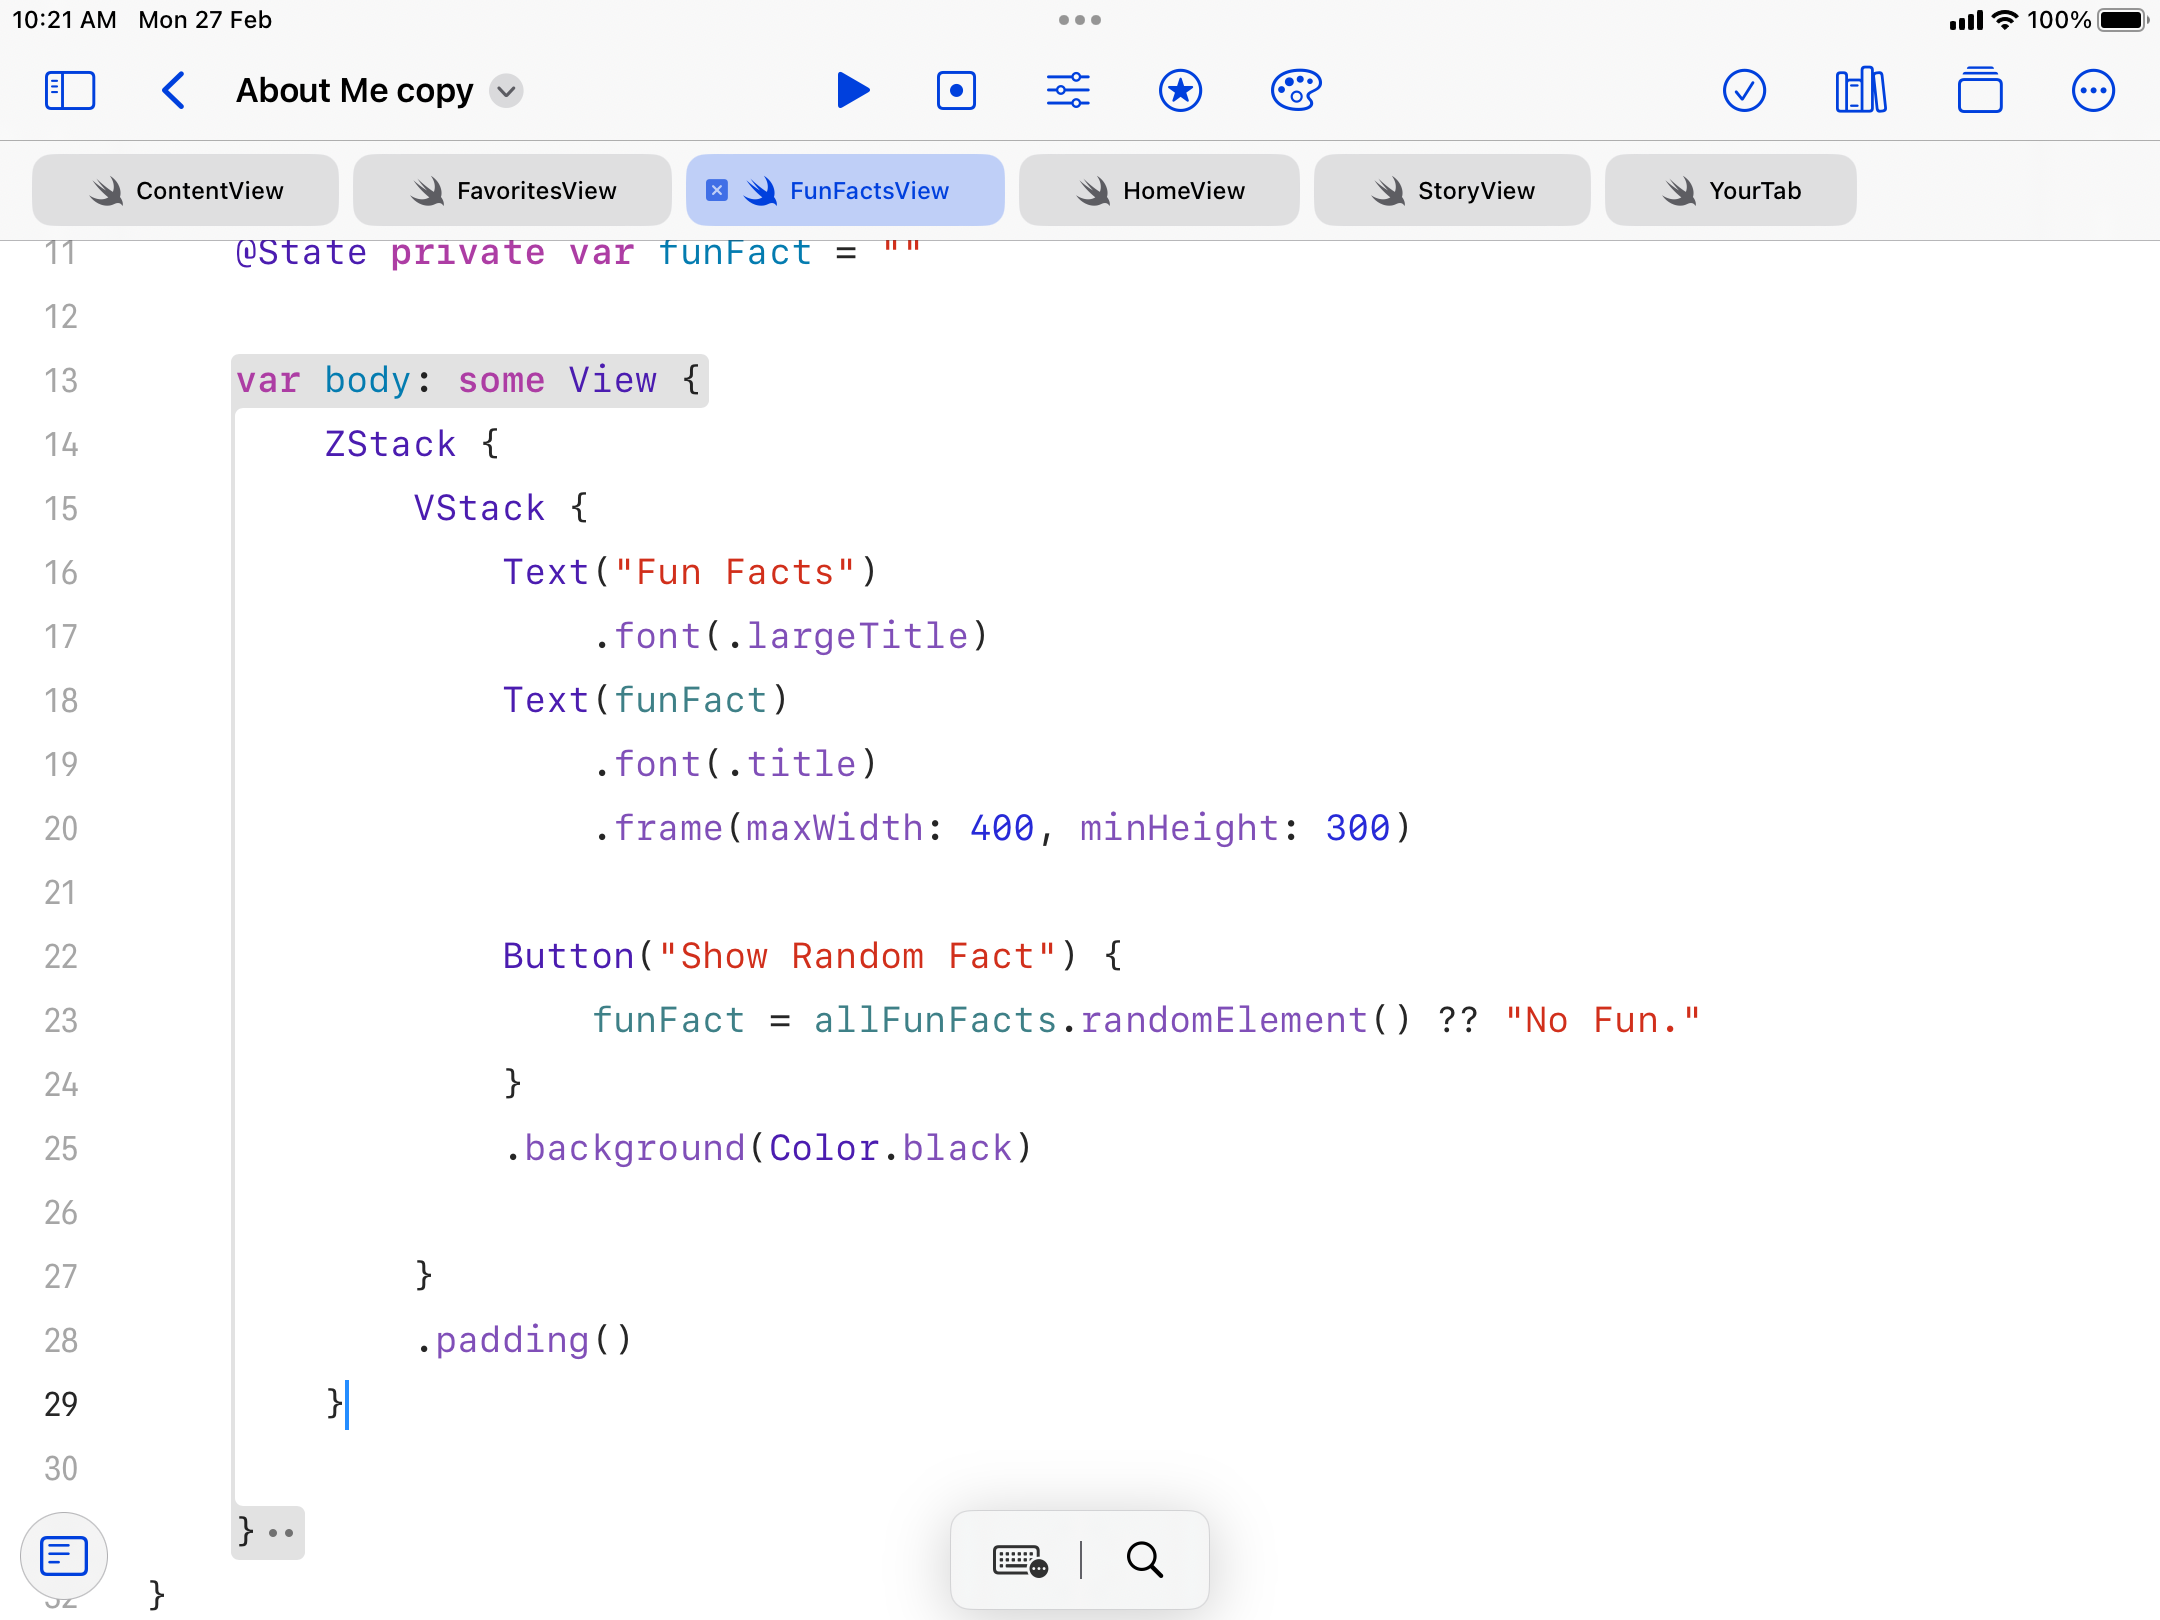 10:21 AM Mon 27 Feb 100%
About Me copy
ContentView FavoritesView FunFactsView HomeView StoryView YourTab
11 @State private var funFact = ""
12
13 var body: some View {
14 ZStack {
15 VStack {
16 Text("Fun Facts")
17 .font(.largeTitle)
18 Text(funFact)
19 .font(.title)
20 .frame(maxWidth: 400, minHeight: 300)
21
22 Button("Show Random Fact") {
23 funFact = allFunFacts.randomElement() ?? "No Fun."
24 }
25 .background(Color.black)
26
27 }
28 .padding()
29 }
30
}
32 }